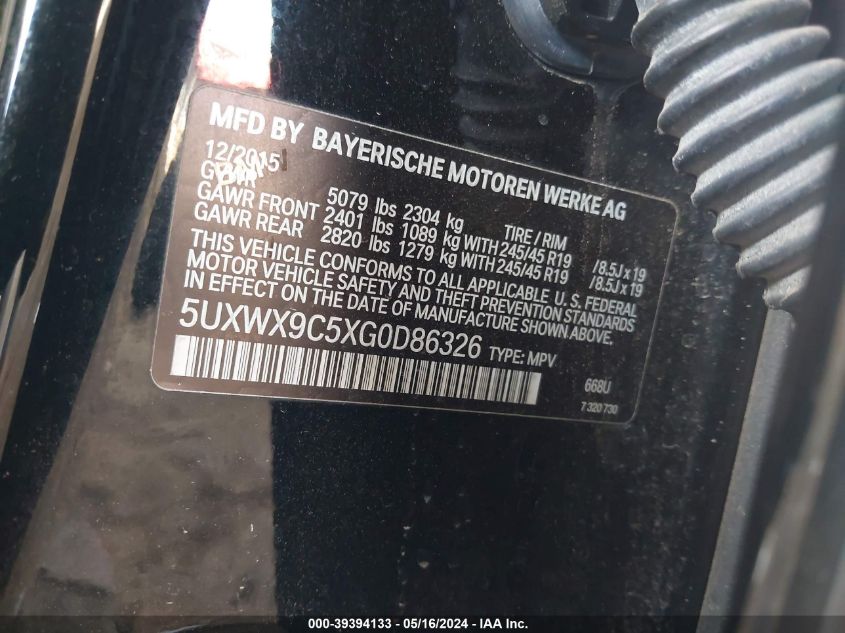 MFD BY BAYERISCHE MOTOREN WERKE AG
12/2015
5079 lbs 2304 kg TIRE / RIM
GAWR FRONT 2401 lbs 1089 kg WITH 245/45 R19 /8.5J x 19
GAWR REAR 2820 lbs 1279 kg WITH 245/45 R19 /8.5J x 19
THIS VEHICLE CONFORMS TO ALL APPLICABLE U.S. FEDERAL
MOTOR VEHICLE SAFETY AND THEFT PREVENTION STANDARDS
IN EFFECT ON THE DATE OF MANUFACTURE SHOWN ABOVE.
5UXWX9C5XG0D86326 TYPE: MPV
668U
7 320 730
000-39394133 - 05/16/2024 - IAA Inc.